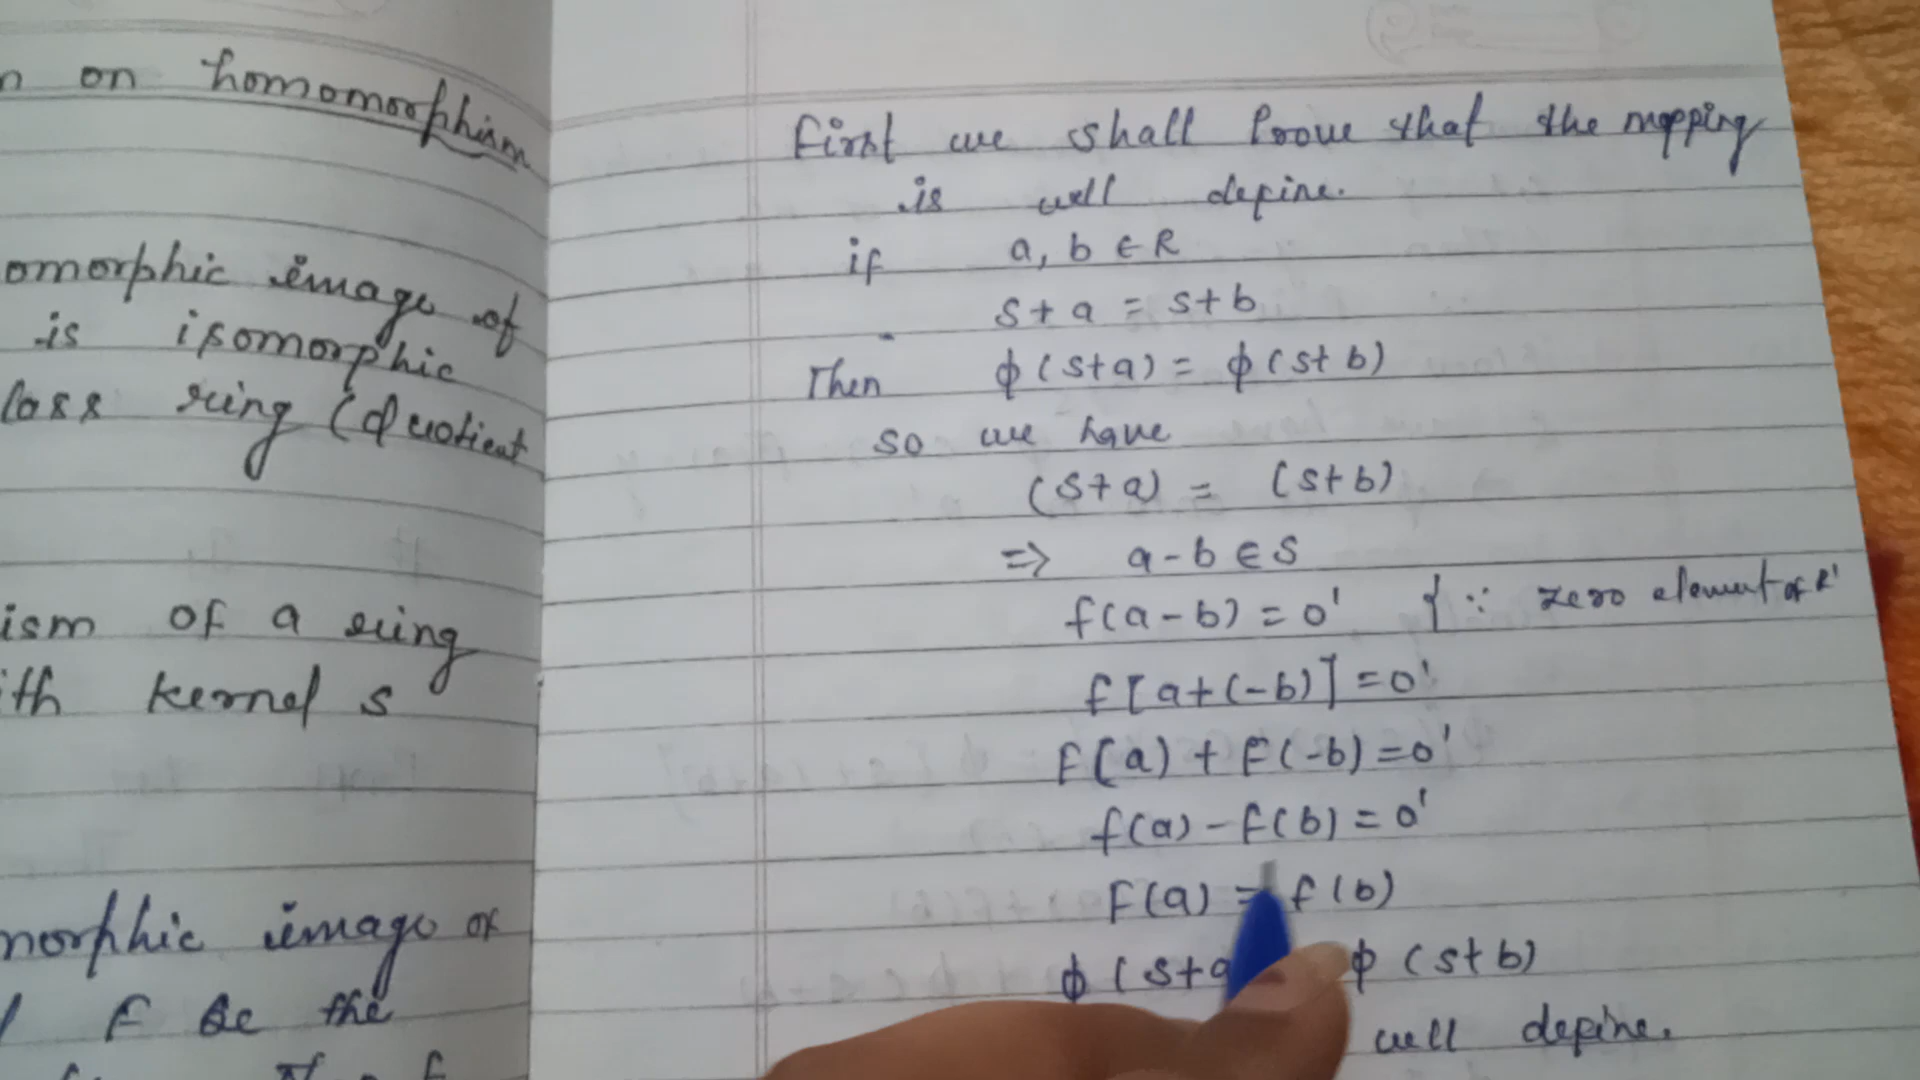 on homomorphism
omorphic image of
is isomorphic
lass ring (Quotient
ism of a ring
ith kernel s
morphic image of
f be the
First we shall Prove that the mapping
is well define.
if a, b ∈ R
s + a = s + b
Then ϕ (s+a) = ϕ (s+b)
so we have
(s+a) = (s+b)
=> a - b ∈ s
f(a - b) = 0' { ∵ zero element of R'
f [a+(-b)] = 0'
f(a) + f(-b) = 0'
f(a) - f(b) = 0'
f(a) = f(b)
ϕ (s+a ϕ (s+b)
well define.